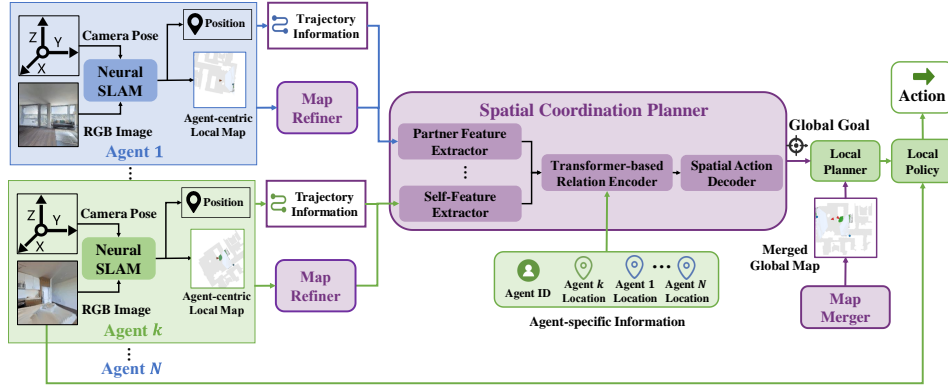 Z
Y
X
Camera Pose
Neural
SLAM
RGB Image
Position
Agent-centric
Local Map
Agent 1
Trajectory
Information
Map
Refiner
Camera Pose
Z
Y
X
Neural
SLAM
RGB Image
Position
Agent-centric
Local Map
Agent k
Agent N
Trajectory
Information
Map
Refiner
Spatial Coordination Planner
Partner Feature
Extractor
Self-Feature
Extractor
Transformer-based
Relation Encoder
Spatial Action
Decoder
Agent ID
Agent k
Location
Agent 1
Location
Agent N
Location
Agent-specific Information
Global Goal
Local
Planner
Local
Policy
Action
Merged
Global Map
Map
Merger